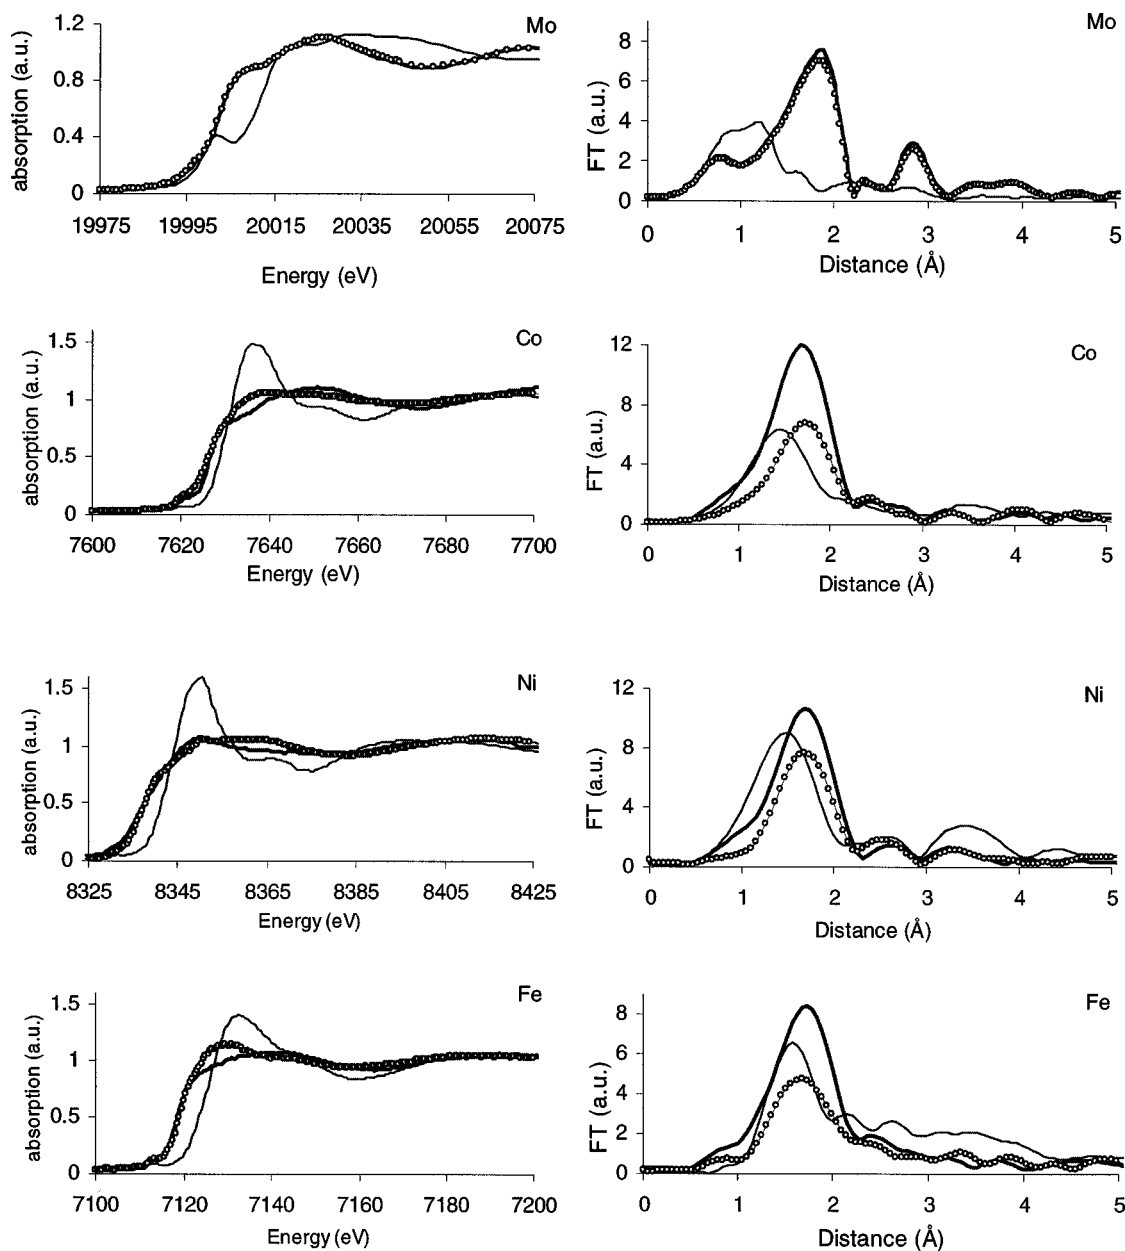 Mo
absorption (a.u.)
1.2
0.8
0.4
0
19975 19995 20015 20035 20055 20075
Energy (eV)
Mo
FT (a.u.)
8
6
4
2
0
0 1 2 3 4 5
Distance (Å)
Co
absorption (a.u.)
1.5
1
0.5
0
7600 7620 7640 7660 7680 7700
Energy (eV)
Co
FT (a.u.)
12
8
4
0
0 1 2 3 4 5
Distance (Å)
Ni
absorption (a.u.)
1.5
1
0.5
0
8325 8345 8365 8385 8405 8425
Energy (eV)
Ni
FT (a.u.)
12
8
4
0
0 1 2 3 4 5
Distance (Å)
Fe
absorption (a.u.)
1.5
1
0.5
0
7100 7120 7140 7160 7180 7200
Energy (eV)
Fe
FT (a.u.)
8
6
4
2
0
0 1 2 3 4 5
Distance (Å)